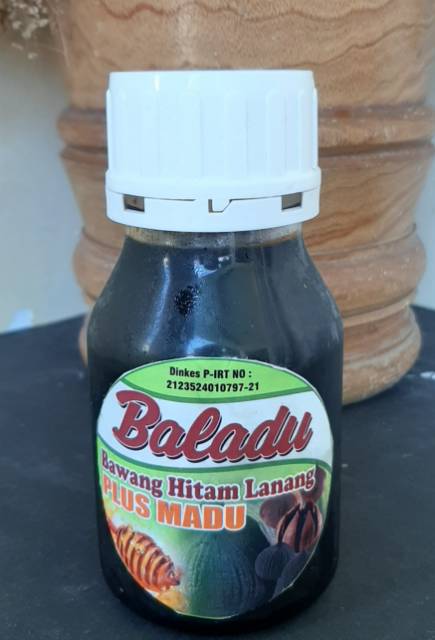 Dinkes P-IRT NO :
2123524010797-21
Baladu
Bawang Hitam Lanang
PLUS MADU